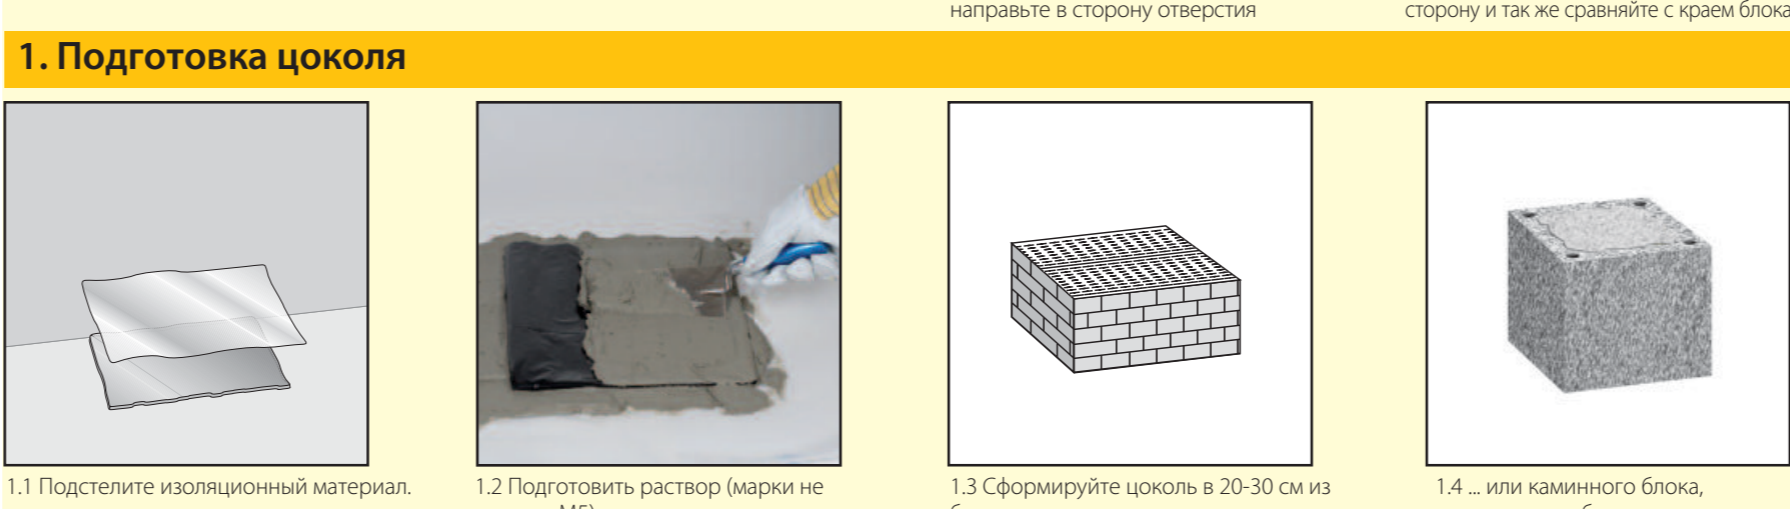 направьте в сторону отверстия
сторону и так же сравняйте с краем блока
1. Подготовка цоколя
1.1 Подстелите изоляционный материал.
1.2 Подготовить раствор (марки не
1.3 Сформируйте цоколь в 20-30 см из
1.4 ... или каминного блока,